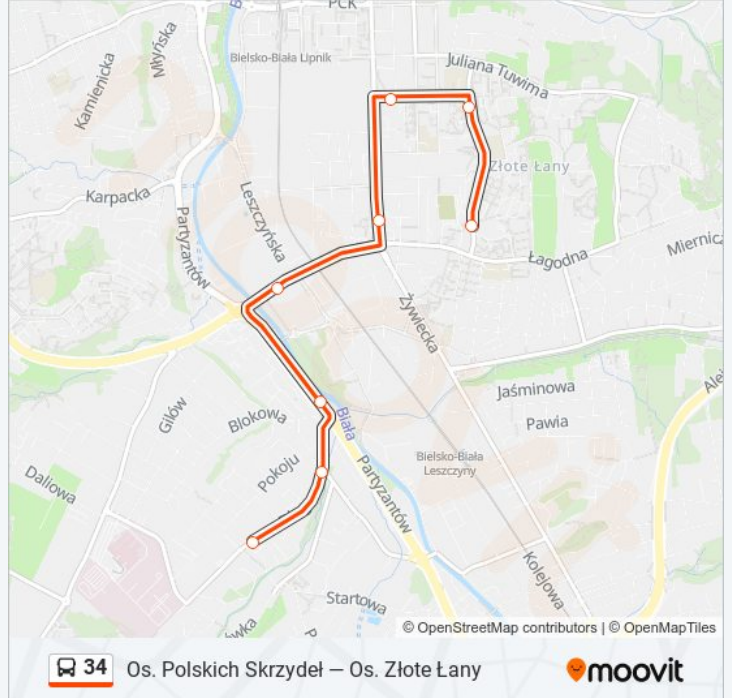 PCK
Bielsko-Biała Lipnik
Młyńska
Kamienicka
Juliana Tuwima
Złote Łany
Karpacka
Leszczyńska
Partyzantów
Łagodna
Żywiecka
Jaśminowa
Pawia
Gilów
Blokowa
Biała
Bielsko-Biała
Leszczyny
Pokoju
Partyzantów
Daliowa
Kolejowa
Startowa
© OpenStreetMap contributors | © OpenMapTiles
34 Os. Polskich Skrzydeł — Os. Złote Łany
moovit